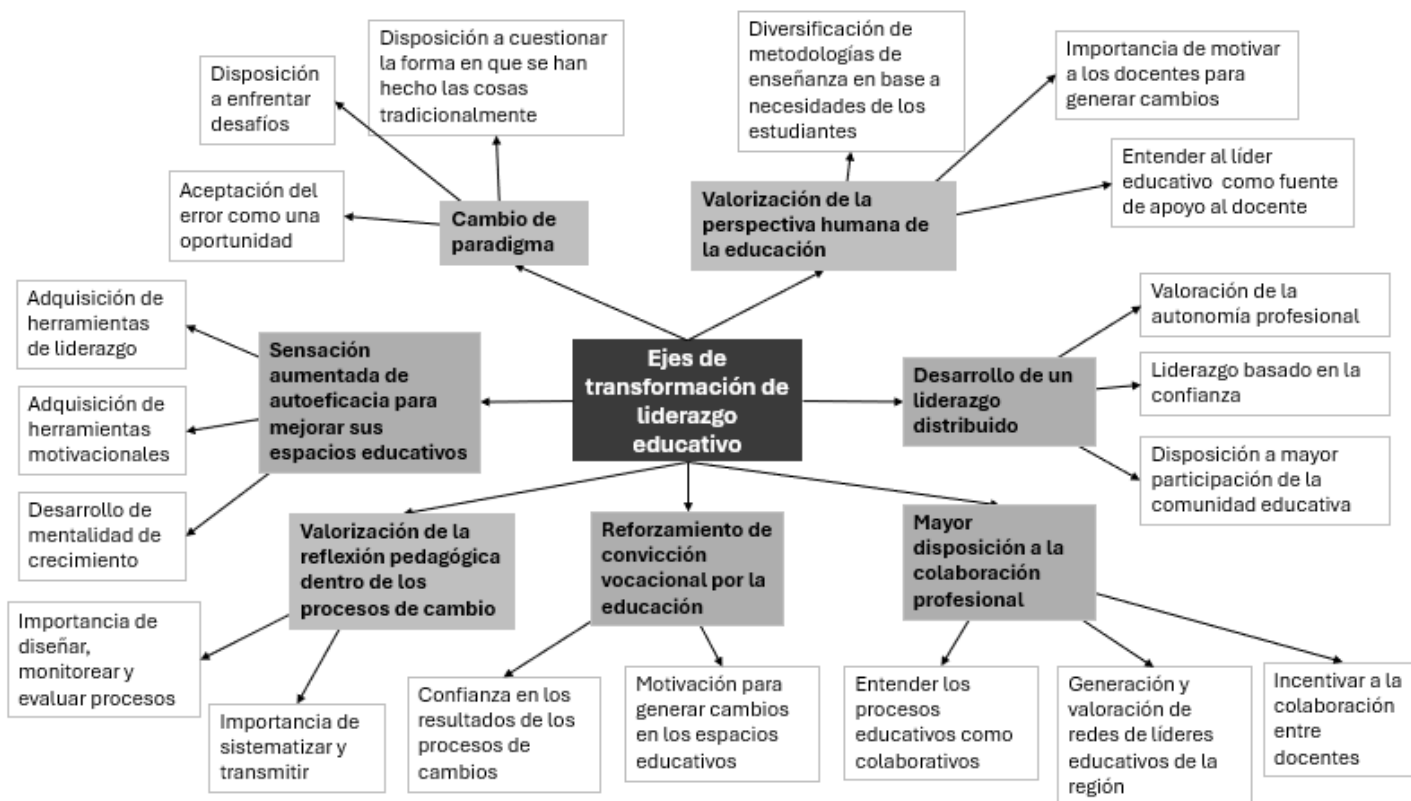 Disposición
a enfrentar
desafíos
Disposición a cuestionar
la forma en que se han
hecho las cosas
tradicionalmente
Aceptación del
error como una
oportunidad
Cambio de
paradigma
Diversificación de
metodologías de
enseñanza en base a
necesidades de los
estudiantes
Importancia de motivar
a los docentes para
generar cambios
Entender al líder
educativo como fuente
de apoyo al docente
Valorización de la
perspectiva humana de
la educación
Adquisición de
herramientas
de liderazgo
Adquisición de
herramientas
motivacionales
Desarrollo de
mentalidad de
crecimiento
Sensación
aumentada de
autoeficacia para
mejorar sus
espacios educativos
Ejes de
transformación de
liderazgo
educativo
Desarrollo de un
liderazgo
distribuido
Valoración de la
autonomía profesional
Liderazgo basado en la
confianza
Disposición a mayor
participación de la
comunidad educativa
Valorización de la
reflexión pedagógica
dentro de los
procesos de cambio
Importancia de
diseñar,
monitorear y
evaluar procesos
Importancia de
sistematizar y
transmitir
Reforzamiento de
convicción
vocacional por la
educación
Confianza en los
resultados de los
procesos de
cambios
Motivación para
generar cambios
en los espacios
educativos
Mayor
disposición a la
colaboración
profesional
Entender los
procesos
educativos como
colaborativos
Generación y
valoración de
redes de líderes
educativos de la
región
Incentivar a la
colaboración
entre
docentes